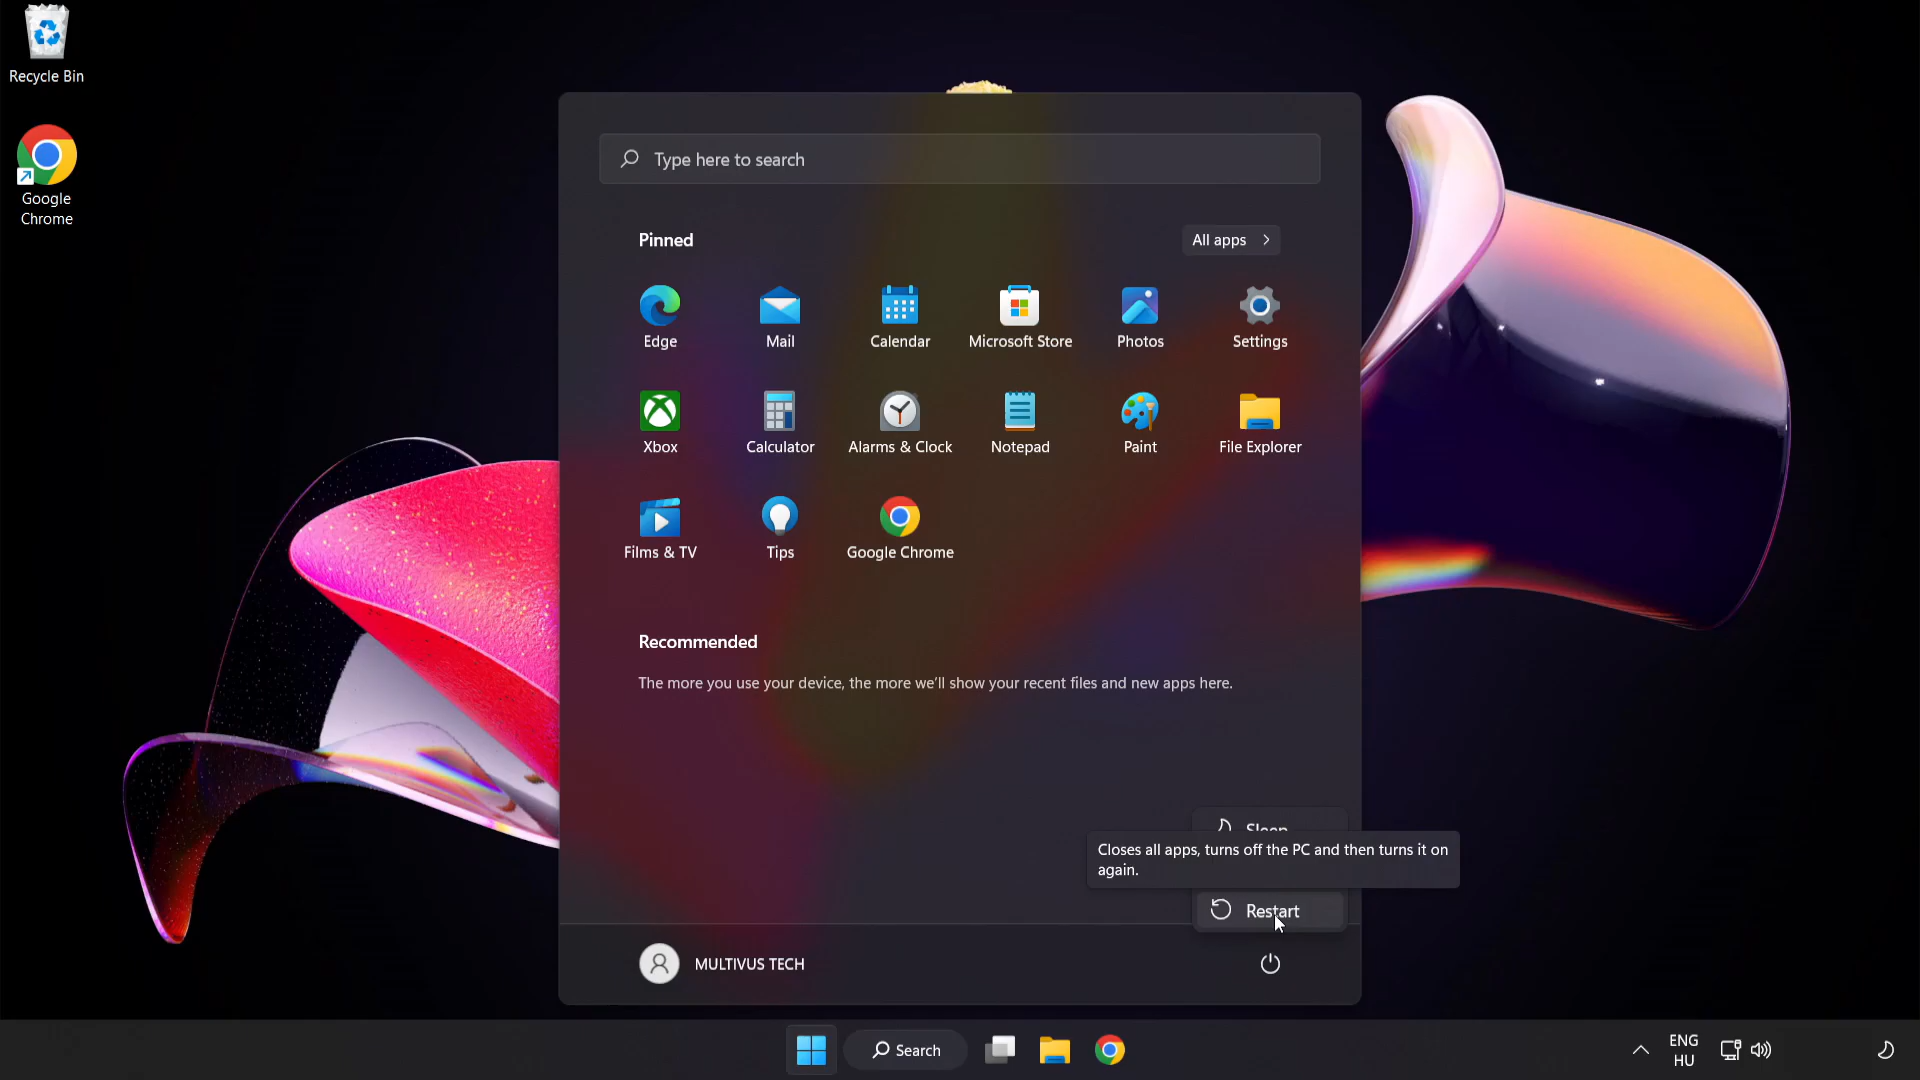 Recycle Bin
Google
Chrome
Type here to search
Pinned
All apps
Edge
Mail
Calendar
Microsoft Store
Photos
Settings
Xbox
Calculator
Alarms & Clock
Notepad
Paint
File Explorer
Films & TV
Tips
Google Chrome
Recommended
The more you use your device, the more we'll show your recent files and new apps here.
Sleep
Closes all apps, turns off the PC and then turns it on
again.
Restart
MULTIVUS TECH
Search
ENG
HU